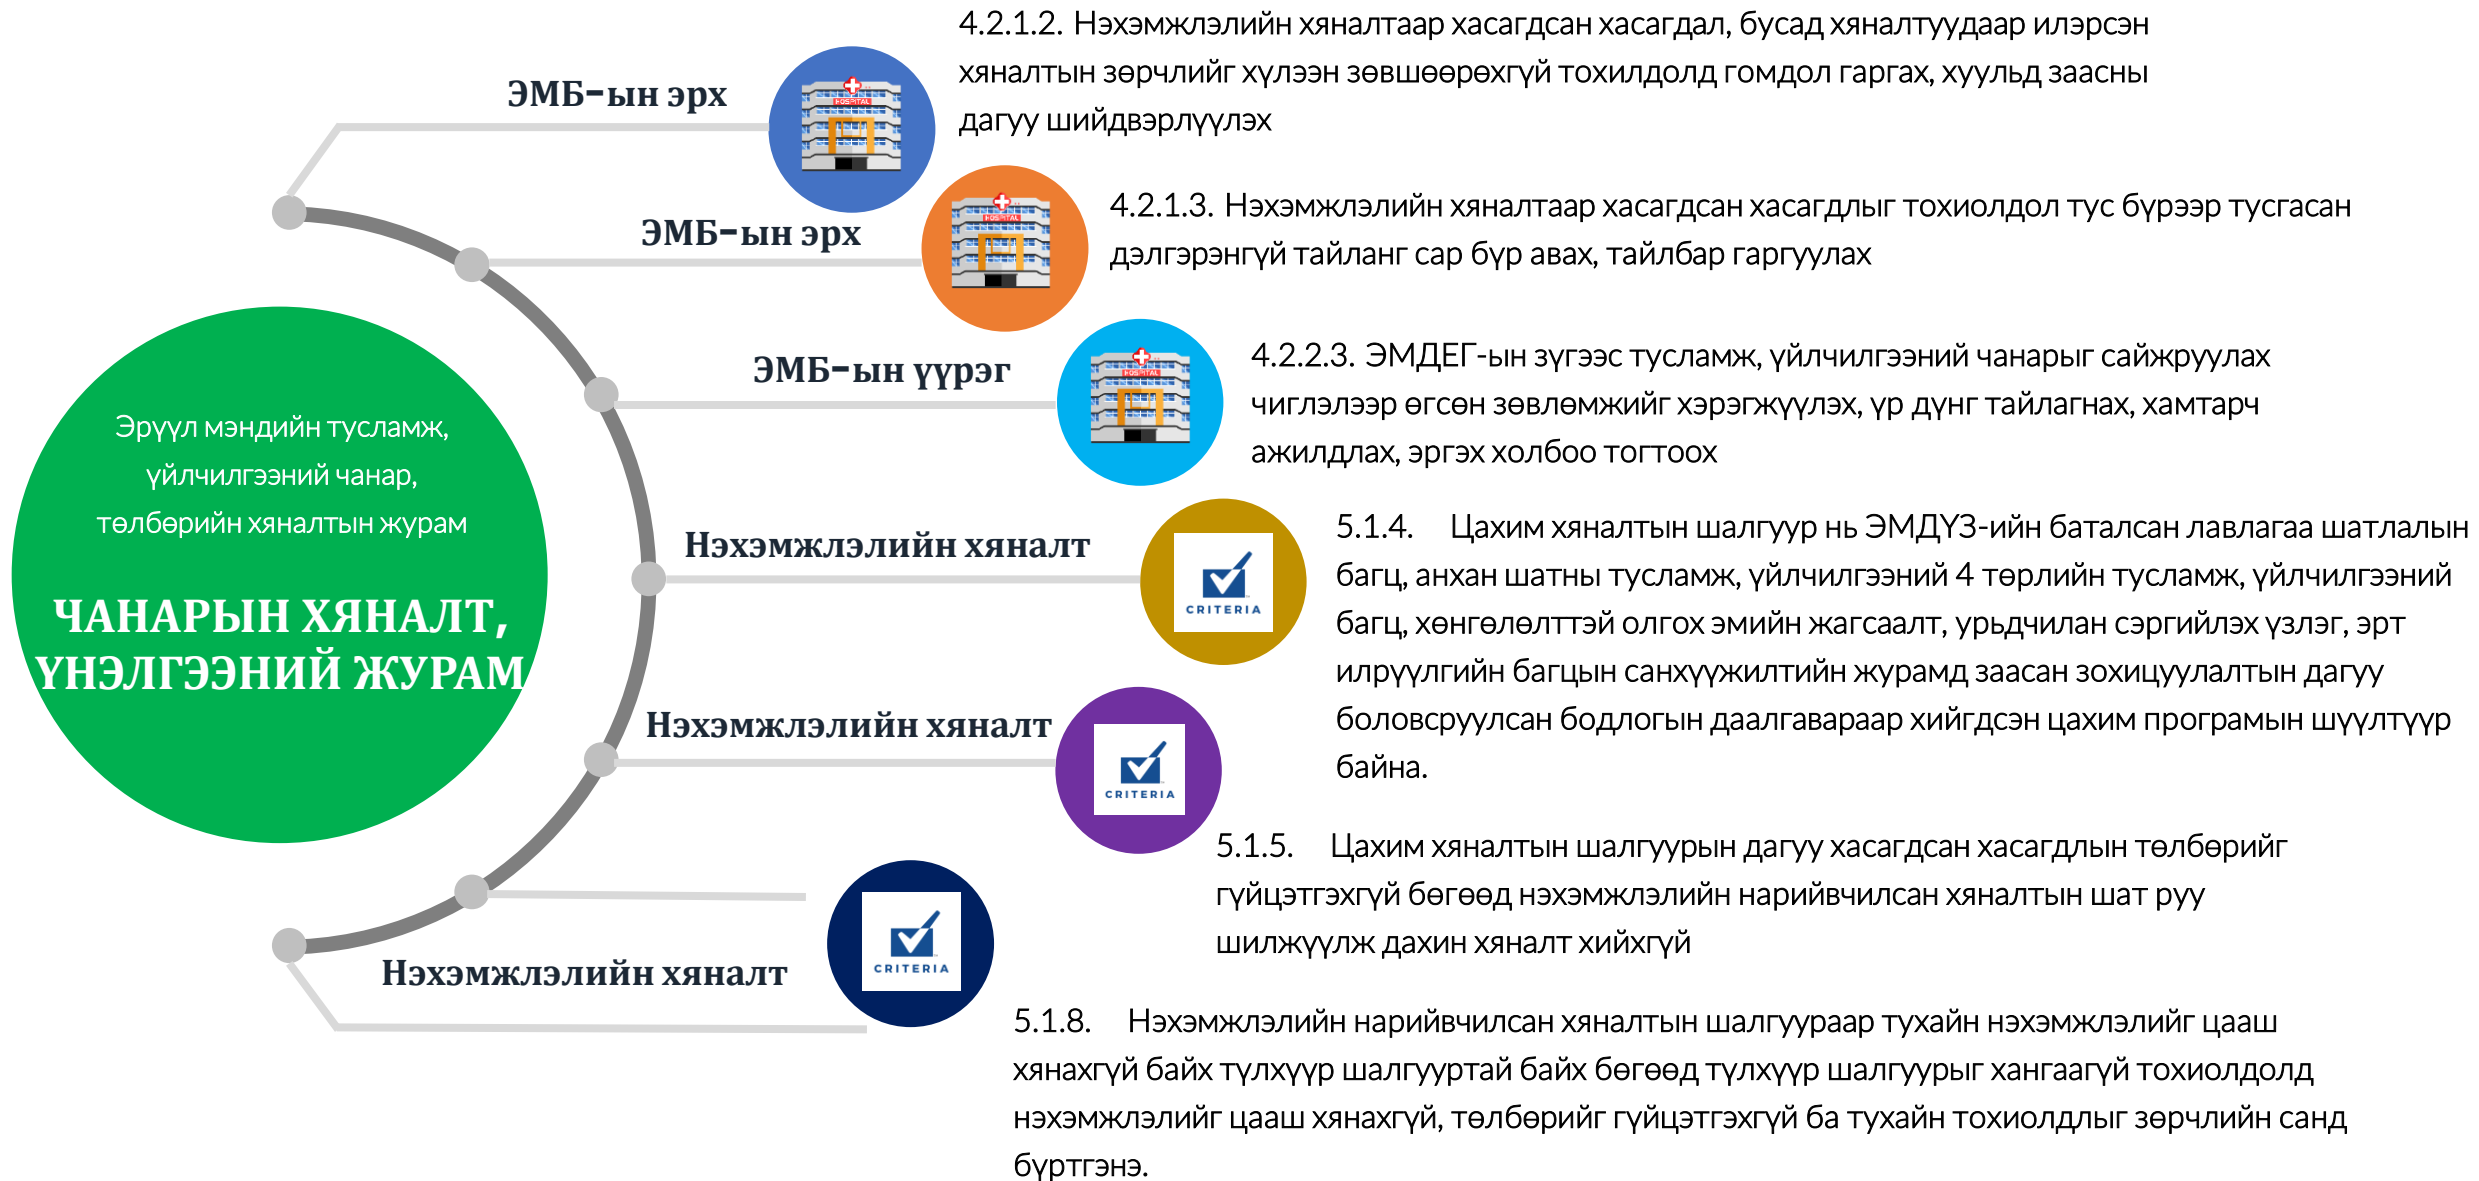 4.2.1.2. Нэхэмжлэлийн хяналтаар хасагдсан хасагдал, бусад хяналтуудаар илэрсэн
хяналтын зөрчлийг хүлээн зөвшөөрөхгүй тохилдолд гомдол гаргах, хуульд заасны
дагуу шийдвэрлүүлэх
ЭМБ-ын эрх
HOSPITAL
4.2.1.3. Нэхэмжлэлийн хяналтаар хасагдсан хасагдлыг тохиолдол тус бүрээр тусгасан
дэлгэрэнгүй тайланг сар бүр авах, тайлбар гаргуулах
ЭМБ-ын эрх
HOSPITAL
4.2.2.3. ЭМДЕГ-ын зүгээс тусламж, үйлчилгээний чанарыг сайжруулах
чиглэлээр өгсөн зөвлөмжийг хэрэгжүүлэх, үр дүнг тайлагнах, хамтарч
ажилдлах, эргэх холбоо тогтоох
ЭМБ-ын үүрэг
HOSPITAL
Эрүүл мэндийн тусламж,
үйлчилгээний чанар,
төлбөрийн хяналтын журам
ЧАНАРЫН ХЯНАЛТ,
ҮНЭЛГЭЭНИЙ ЖУРАМ
Нэхэмжлэлийн хяналт
CRITERIA
5.1.4. Цахим хяналтын шалгуур нь ЭМДҮЗ-ийн баталсан лавлагаа шатлалын
багц, анхан шатны тусламж, үйлчилгээний 4 төрлийн тусламж, үйлчилгээний
багц, хөнгөлөлттэй олгох эмийн жагсаалт, урьдчилан сэргийлэх үзлэг, эрт
илрүүлгийн багцын санхүүжилтийн журамд заасан зохицуулалтын дагуу
боловсруулсан бодлогын даалгавараар хийгдсэн цахим програмын шүүлтүүр
байна.
Нэхэмжлэлийн хяналт
CRITERIA
5.1.5. Цахим хяналтын шалгуурын дагуу хасагдсан хасагдлын төлбөрийг
гүйцэтгэхгүй бөгөөд нэхэмжлэлийн нарийвчилсан хяналтын шат руу
шилжүүлж дахин хяналт хийхгүй
Нэхэмжлэлийн хяналт
CRITERIA
5.1.8. Нэхэмжлэлийн нарийвчилсан хяналтын шалгуураар тухайн нэхэмжлэлийг цааш
хянахгүй байх түлхүүр шалгууртай байх бөгөөд түлхүүр шалгуурыг хангаагүй тохиолдолд
нэхэмжлэлийг цааш хянахгүй, төлбөрийг гүйцэтгэхгүй ба тухайн тохиолдлыг зөрчлийн санд
бүртгэнэ.